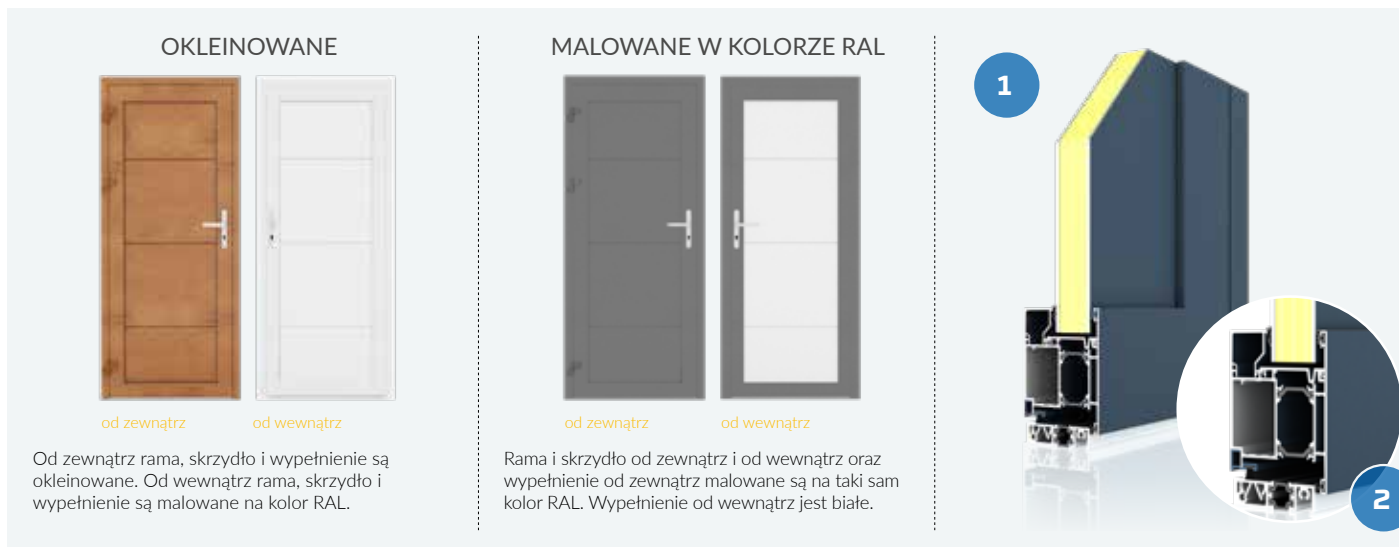 OKLEINOWANE
od zewnątrz
od wewnątrz
Od zewnątrz rama, skrzydło i wypełnienie są
okleinowane. Od wewnątrz rama, skrzydło i
wypełnienie są malowane na kolor RAL.
MALOWANE W KOLORZE RAL
od zewnątrz
od wewnątrz
Rama i skrzydło od zewnątrz i od wewnątrz oraz
wypełnienie od zewnątrz malowane są na taki sam
kolor RAL. Wypełnienie od wewnątrz jest białe.
1
2